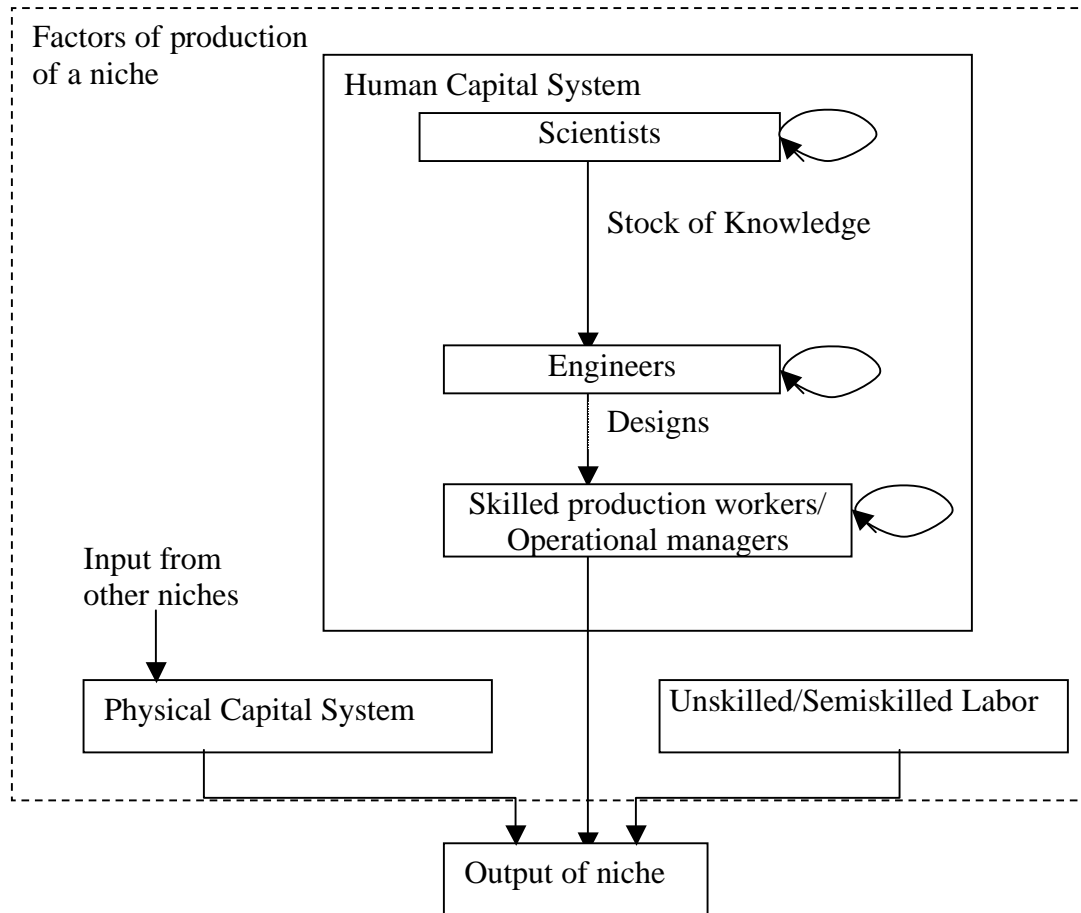 Factors of production
of a niche
Human Capital System
Scientists
Stock of Knowledge
Engineers
Designs
Skilled production workers/
Operational managers
Input from
other niches
Physical Capital System
Unskilled/Semiskilled Labor
Output of niche